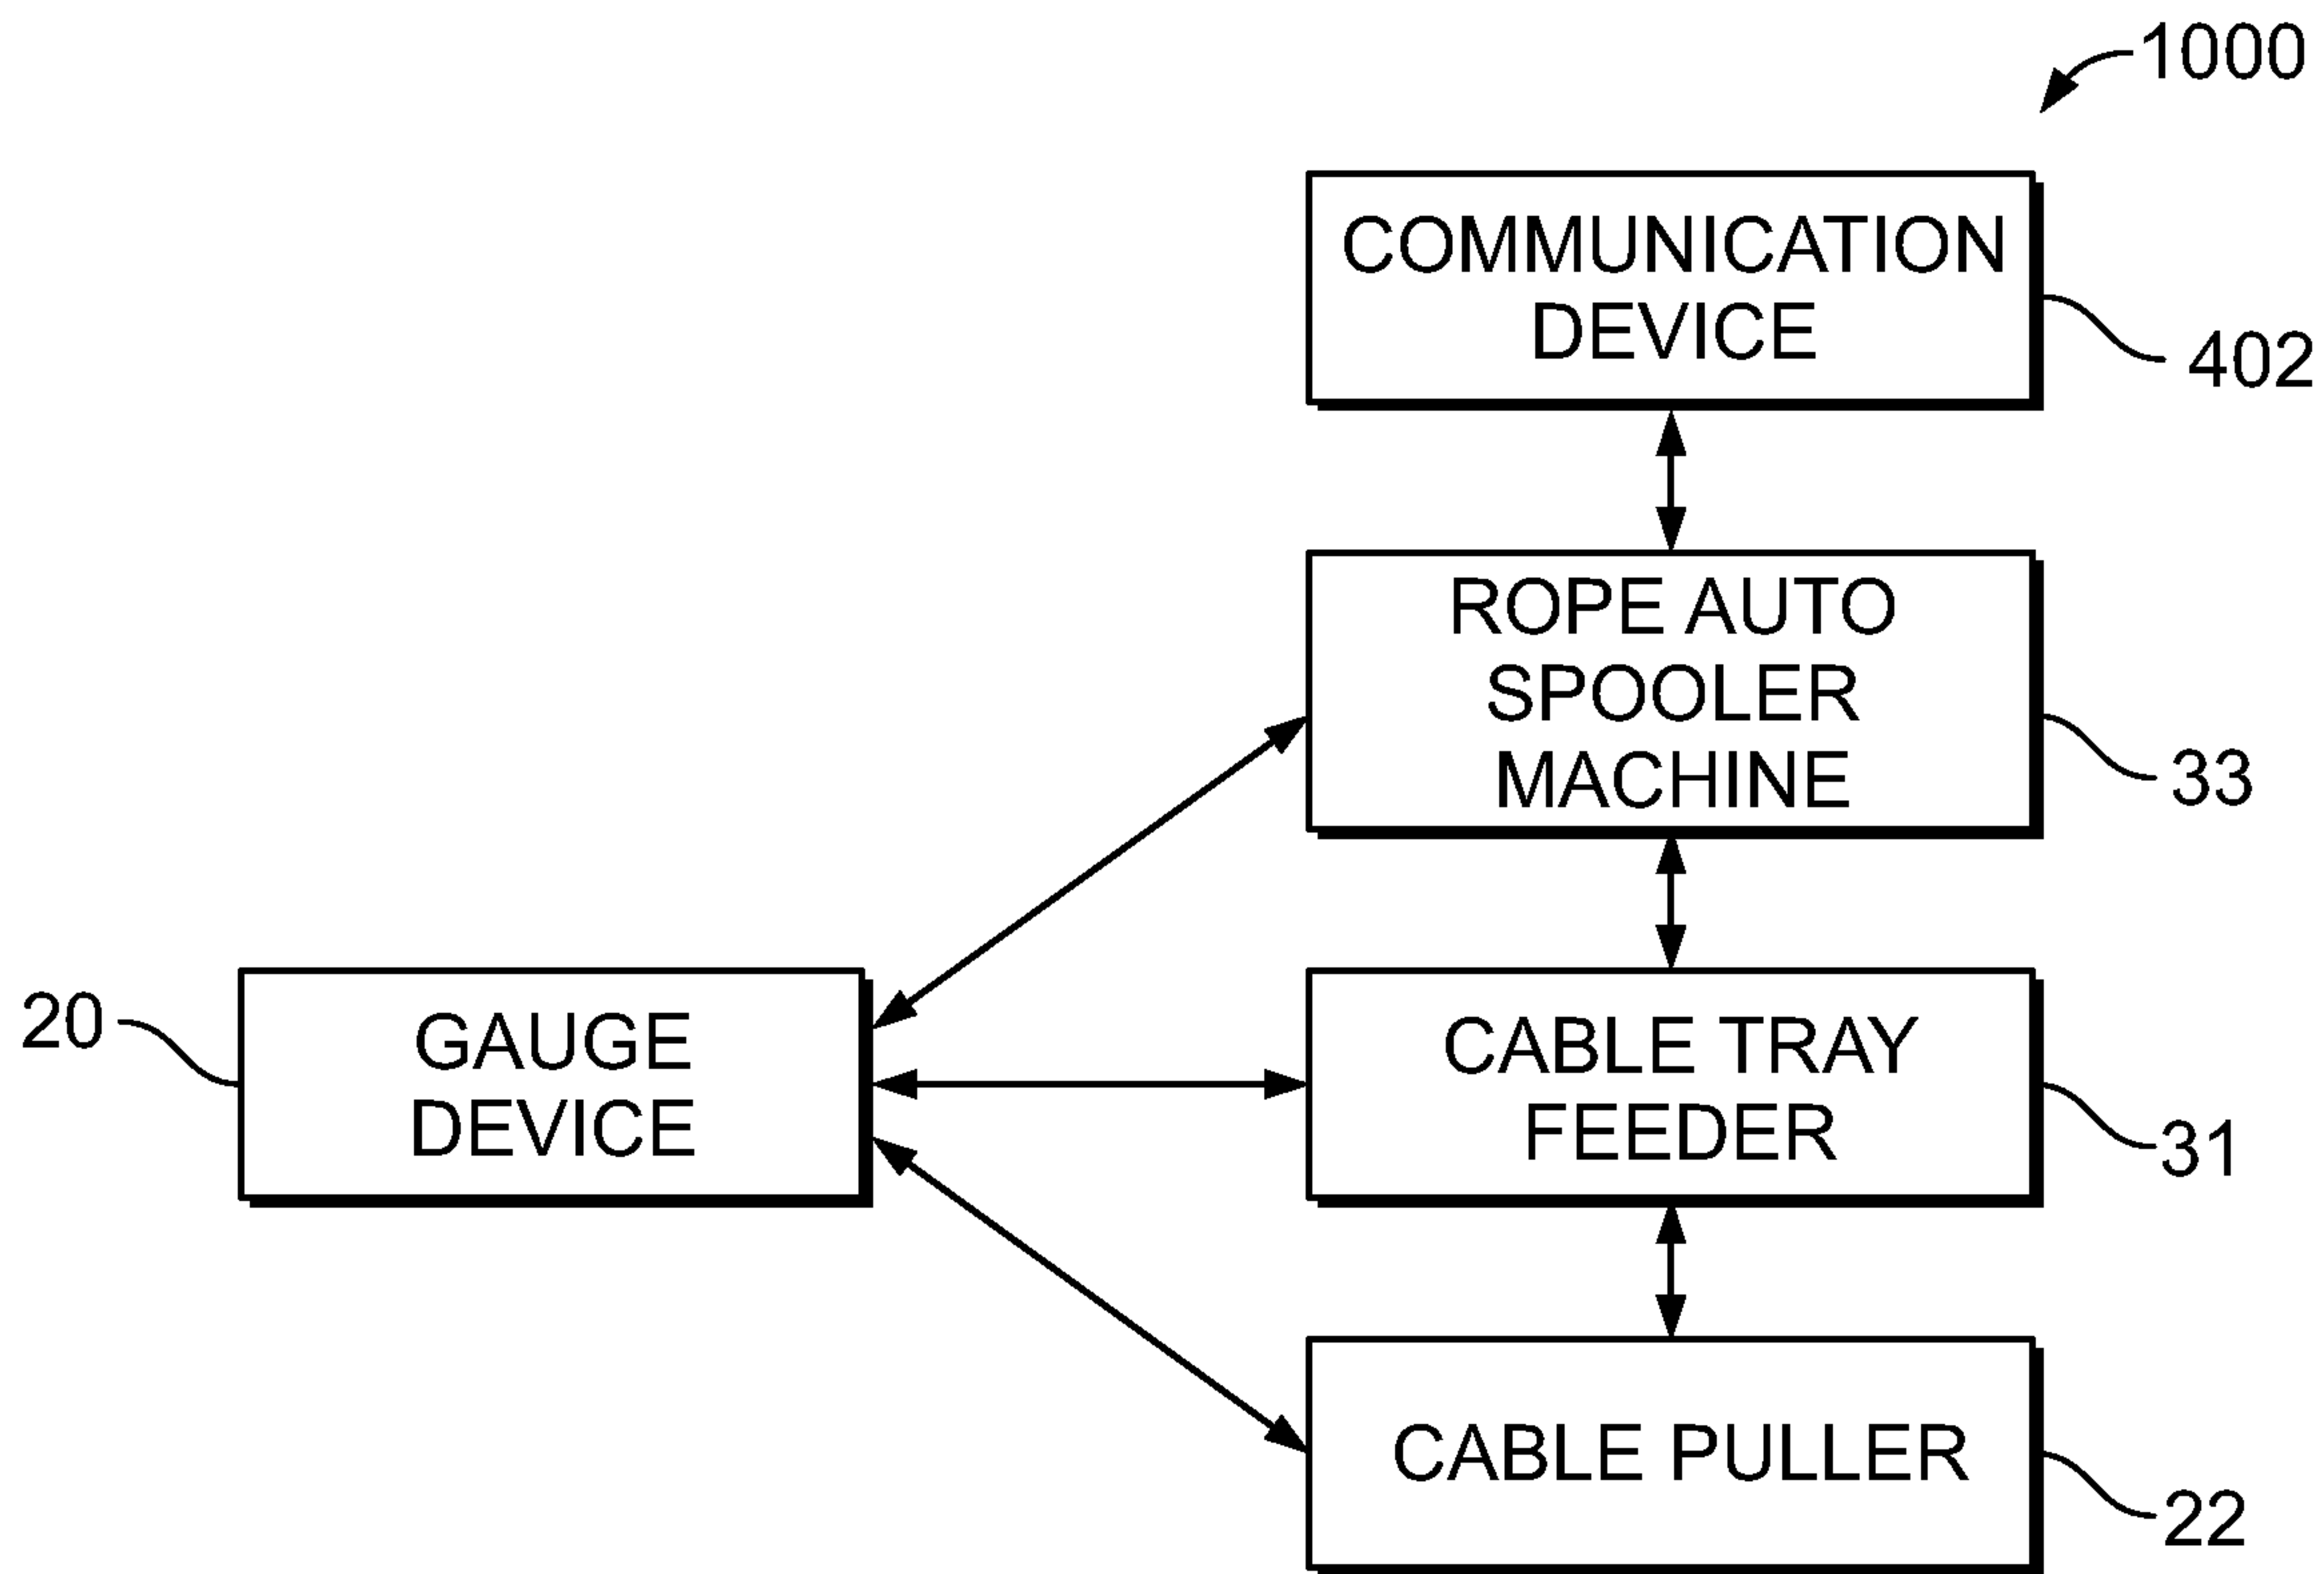 1000
COMMUNICATION
DEVICE
402
ROPE AUTO
SPOOLER
MACHINE
33
20
GAUGE
DEVICE
CABLE TRAY
FEEDER
31
CABLE PULLER
22